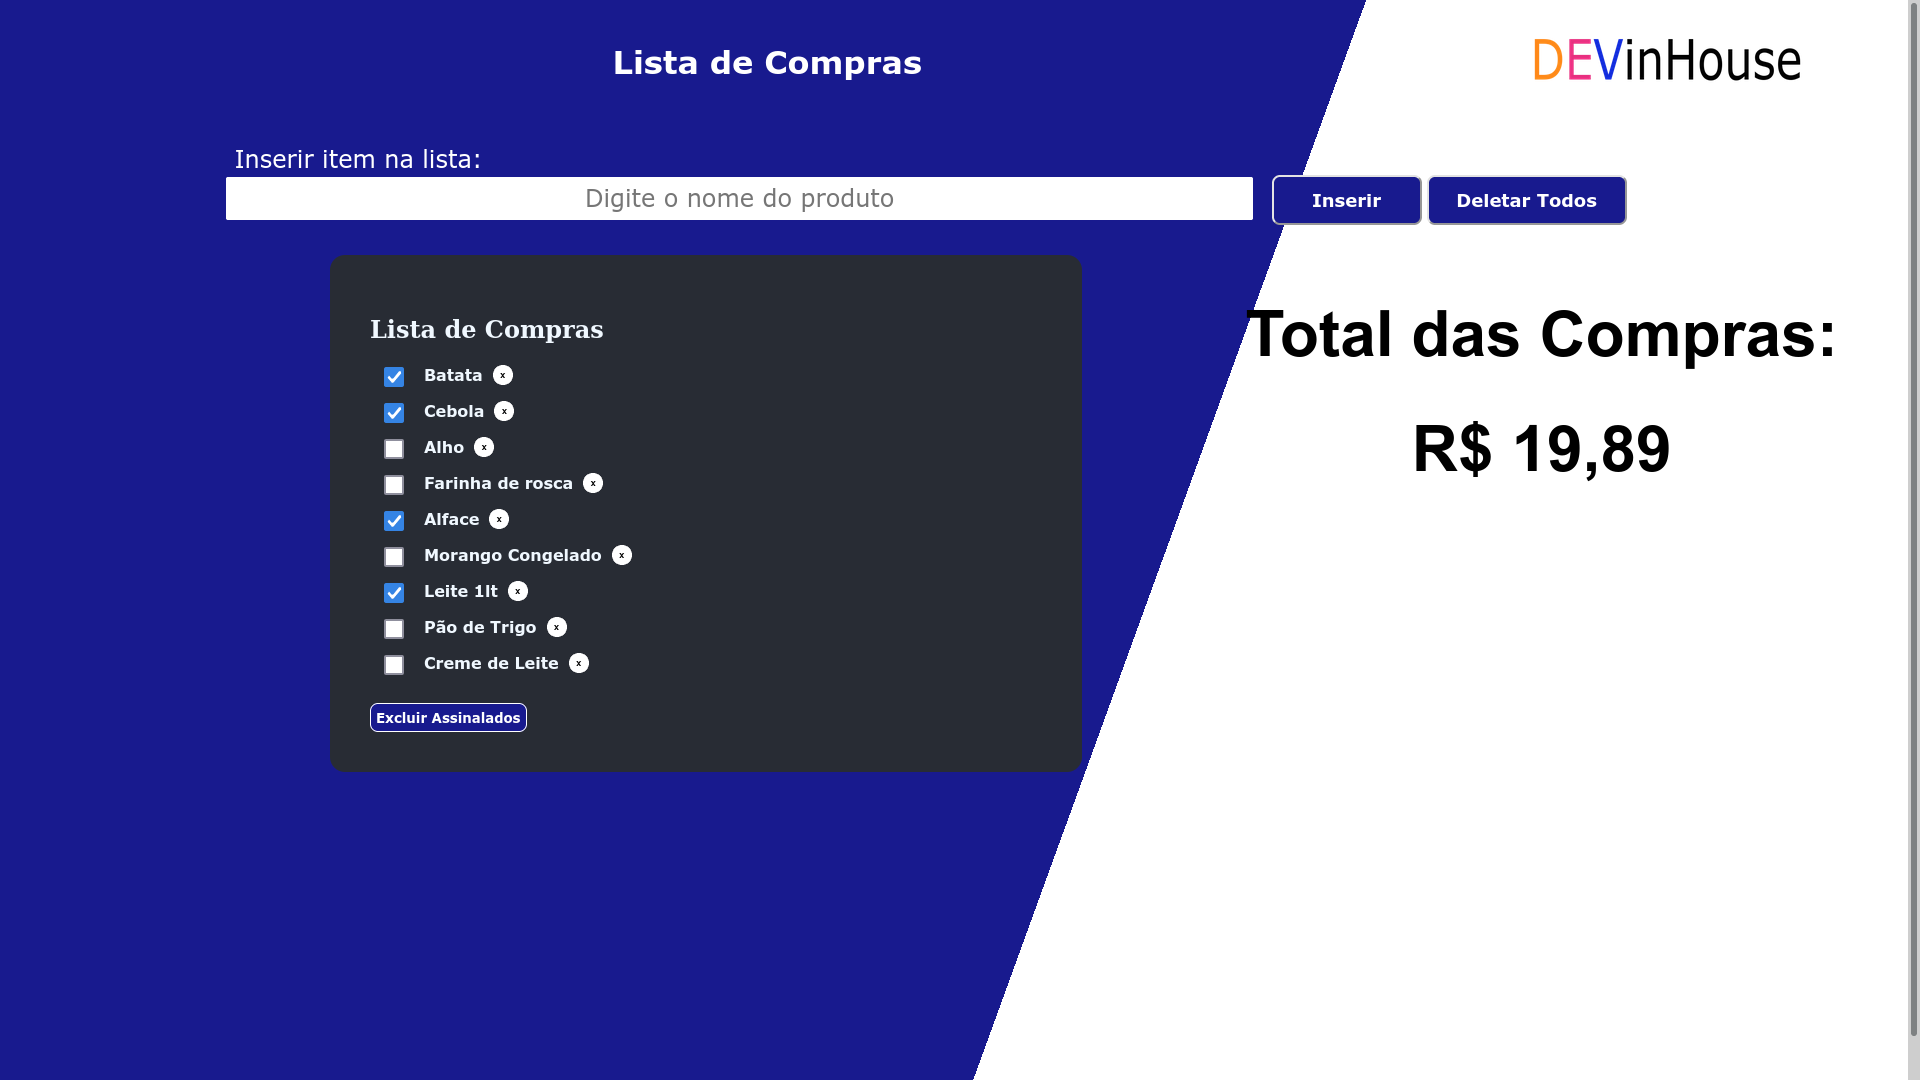 Lista de Compras
DEVinHouse
Inserir item na lista:
Digite o nome do produto
Inserir
Deletar Todos
Lista de Compras
Batata x
Cebola x
Alho x
Farinha de rosca x
Alface x
Morango Congelado x
Leite 1lt x
Pão de Trigo x
Creme de Leite x
Excluir Assinalados
Total das Compras:
R$ 19,89